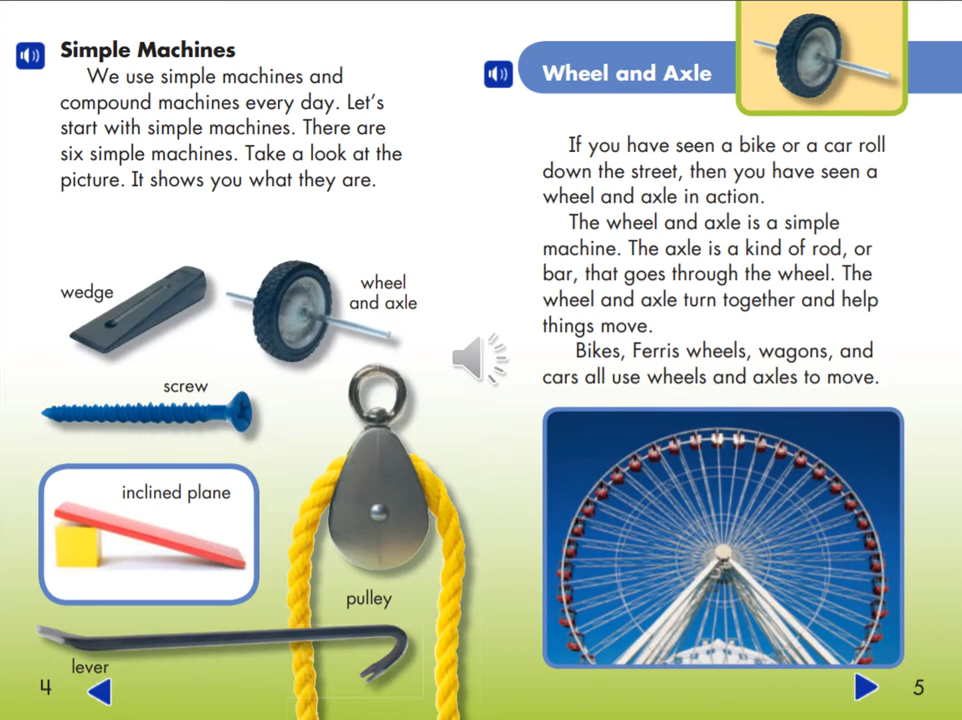 Simple Machines
We use simple machines and
compound machines every day. Let's
start with simple machines. There are
six simple machines. Take a look at the
picture. It shows you what they are.
wedge
wheel
and axle
screw
inclined plane
pulley
lever
4
Wheel and Axle
If you have seen a bike or a car roll
down the street, then you have seen a
wheel and axle in action.
The wheel and axle is a simple
machine. The axle is a kind of rod, or
bar, that goes through the wheel. The
wheel and axle turn together and help
things move.
Bikes, Ferris wheels, wagons, and
cars all use wheels and axles to move.
5